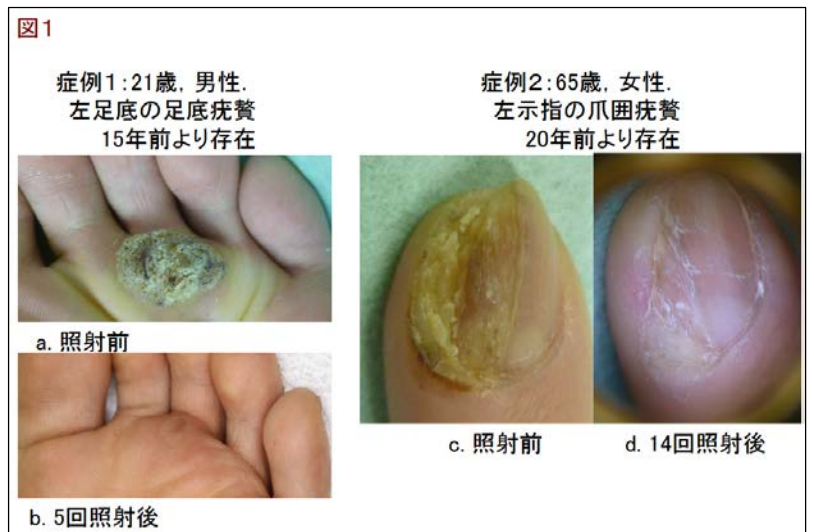 図1
症例1:21歳, 男性.
左足底の足底疣贅
15年前より存在
a. 照射前
b. 5回照射後
症例2:65歳, 女性.
左示指の爪囲疣贅
20年前より存在
c. 照射前
d. 14回照射後